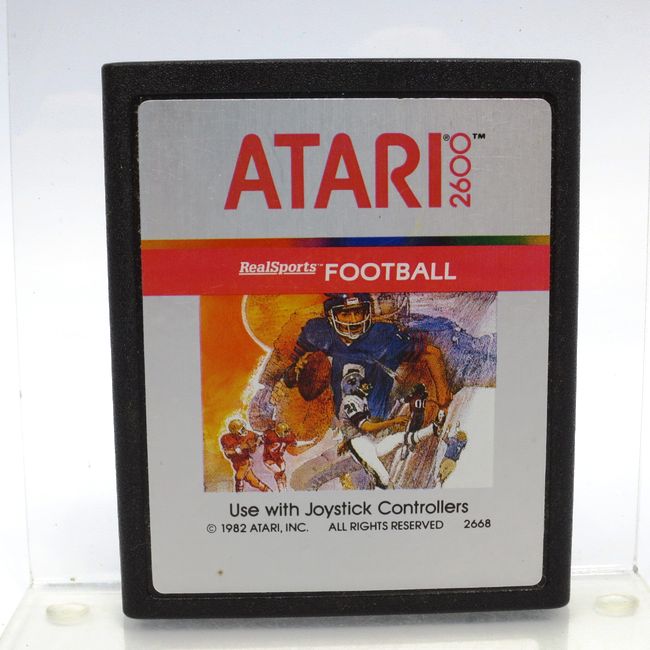 ATARI® 2600™
RealSports™ FOOTBALL
Use with Joystick Controllers
© 1982 ATARI, INC. ALL RIGHTS RESERVED 2668